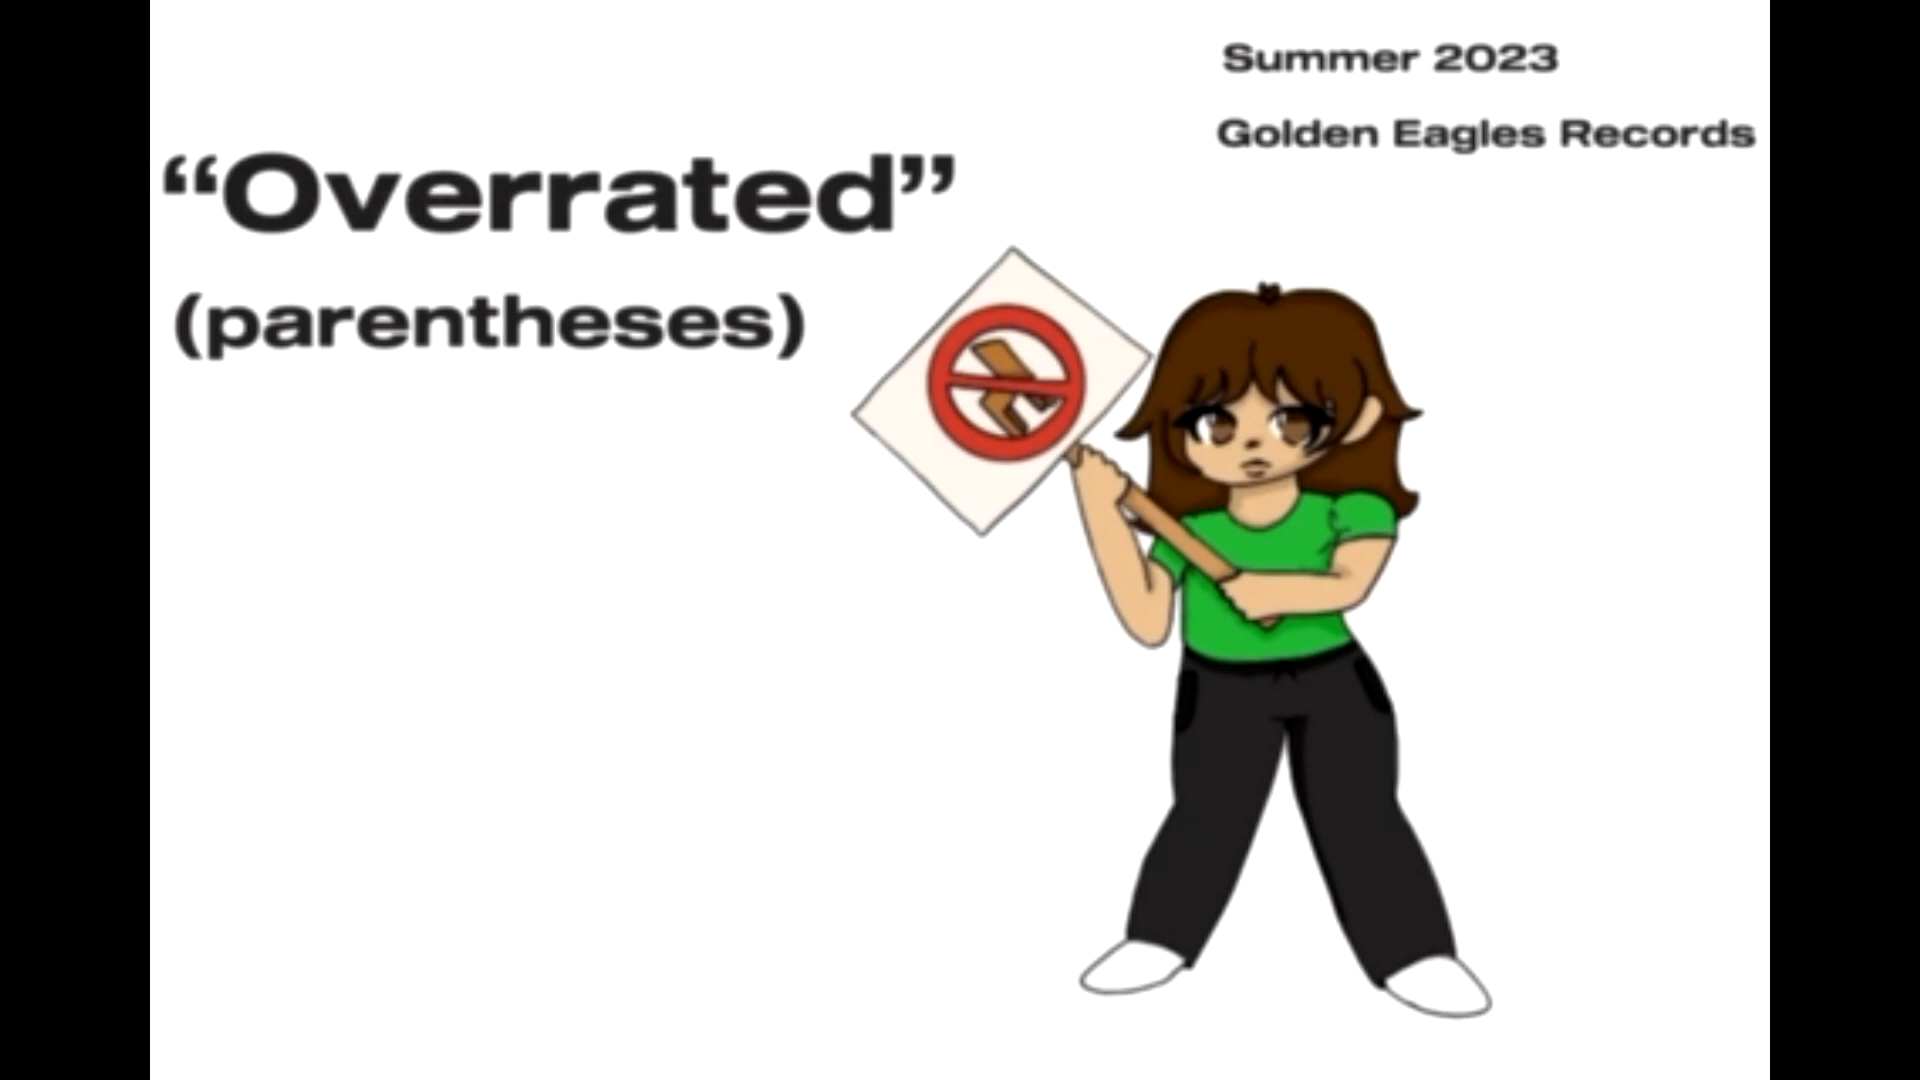 Summer 2023
Golden Eagles Records
“Overrated”
(parentheses)